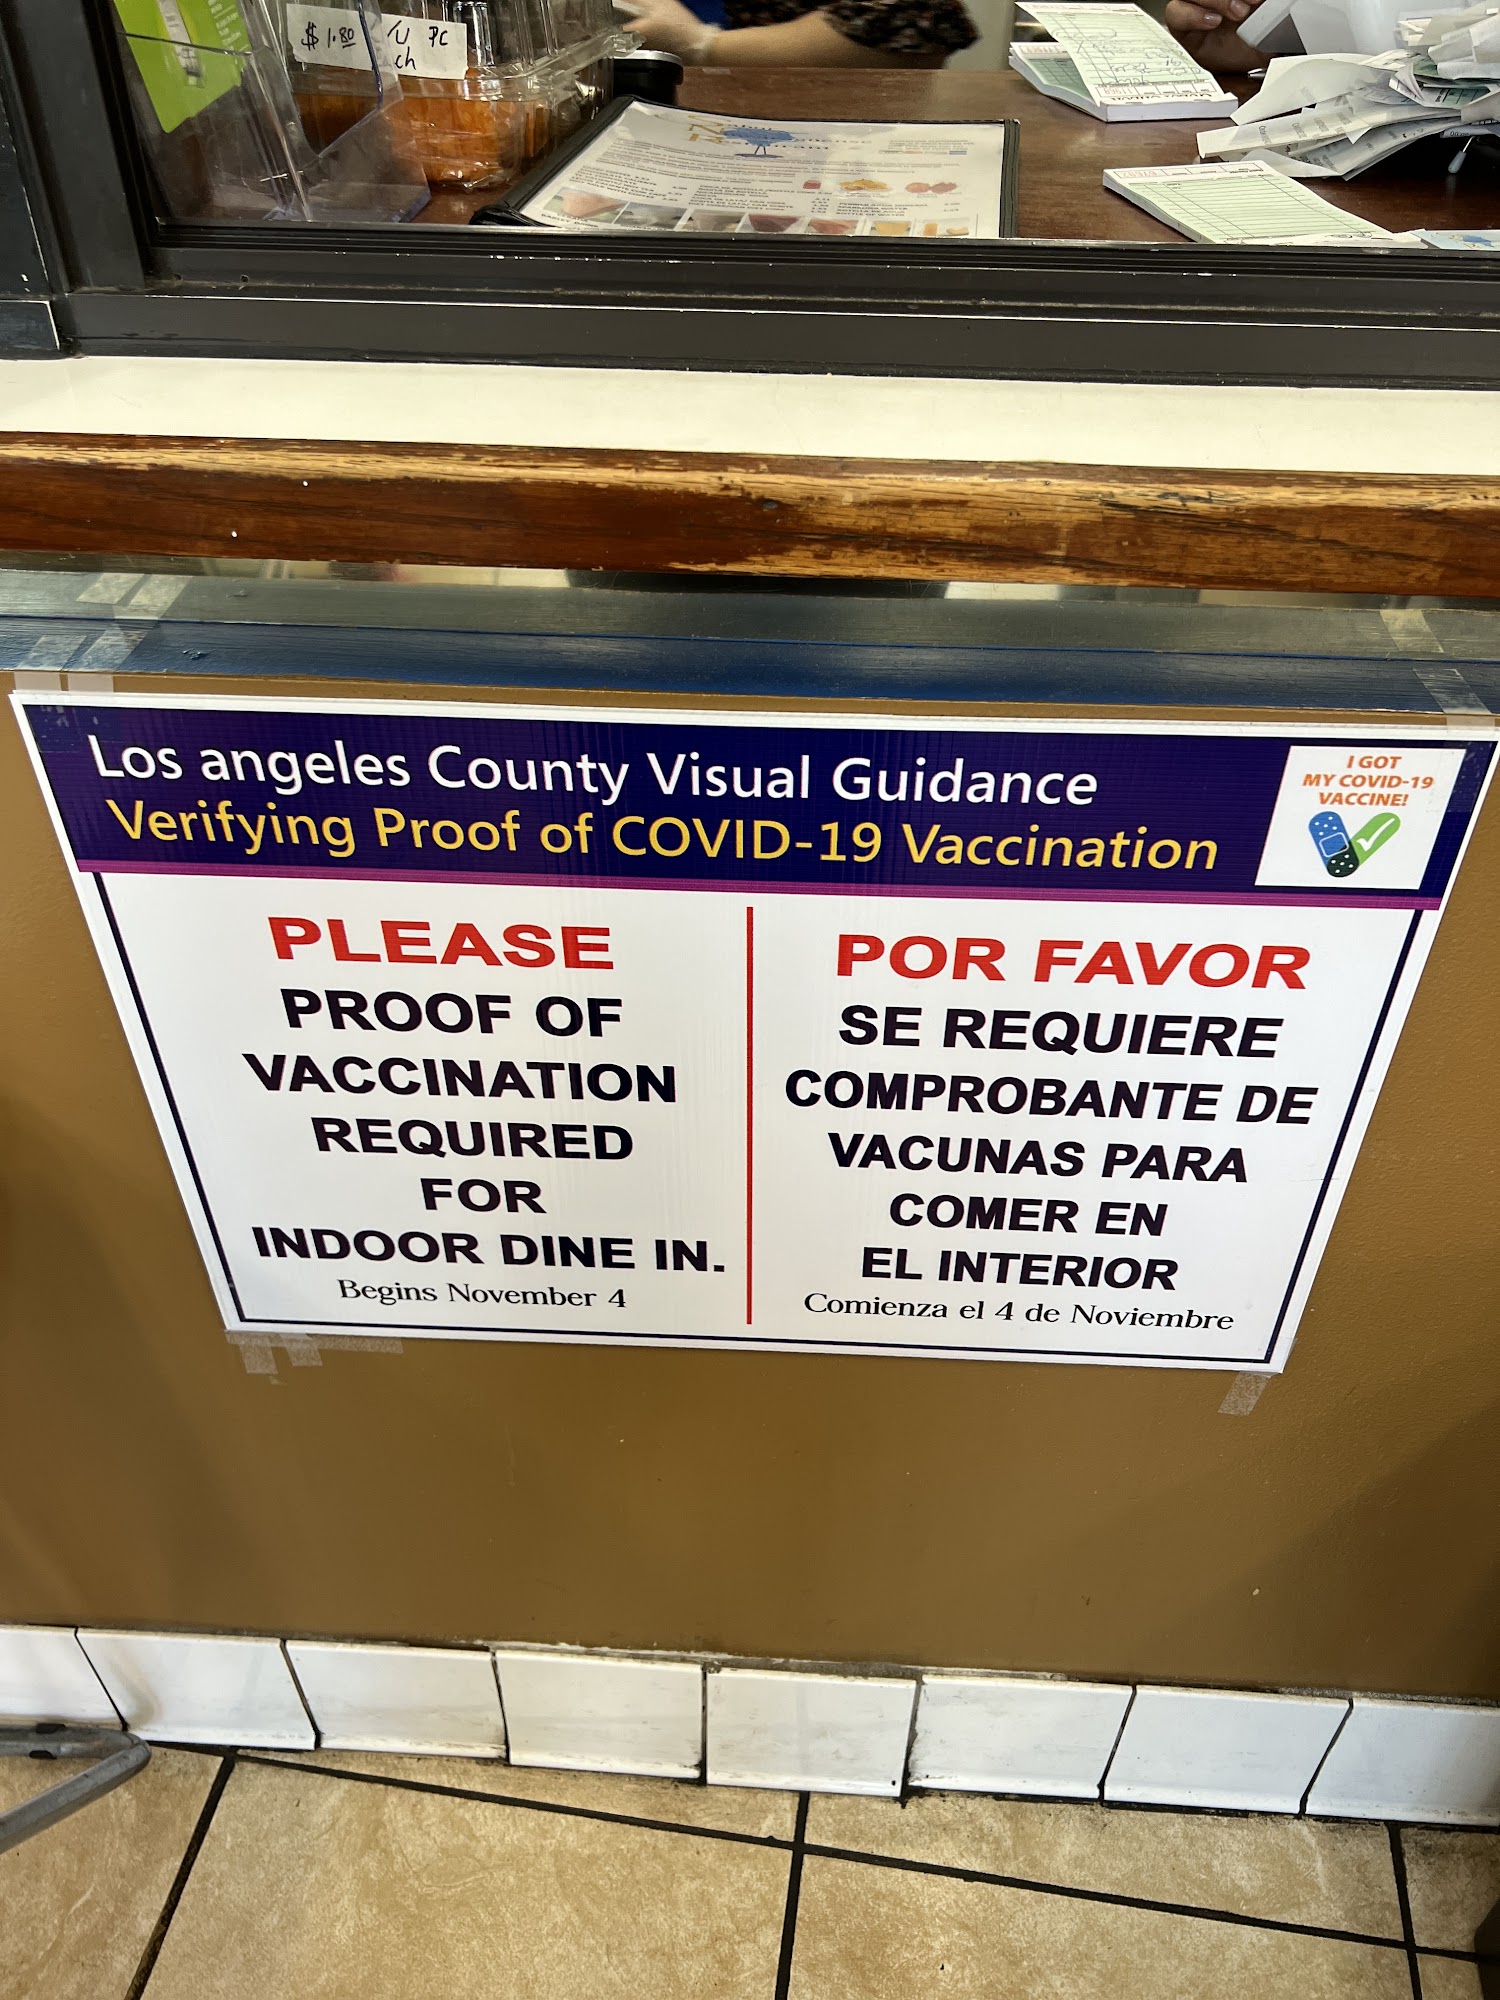 $1.80
PC
Los angeles County Visual Guidance
Verifying Proof of COVID-19 Vaccination
I GOT
MY COVID-19
VACCINE!
PLEASE
PROOF OF
VACCINATION
REQUIRED
FOR
INDOOR DINE IN.
Begins November 4
POR FAVOR
SE REQUIERE
COMPROBANTE DE
VACUNAS PARA
COMER EN
EL INTERIOR
Comienza el 4 de Noviembre